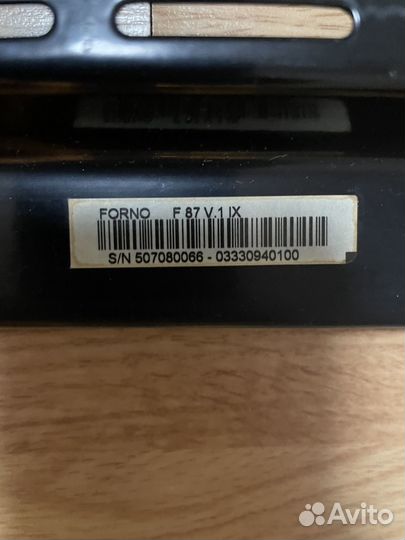 FORNO F 87 V.1 IX
S/N 507080066 - 03330940100
Avito